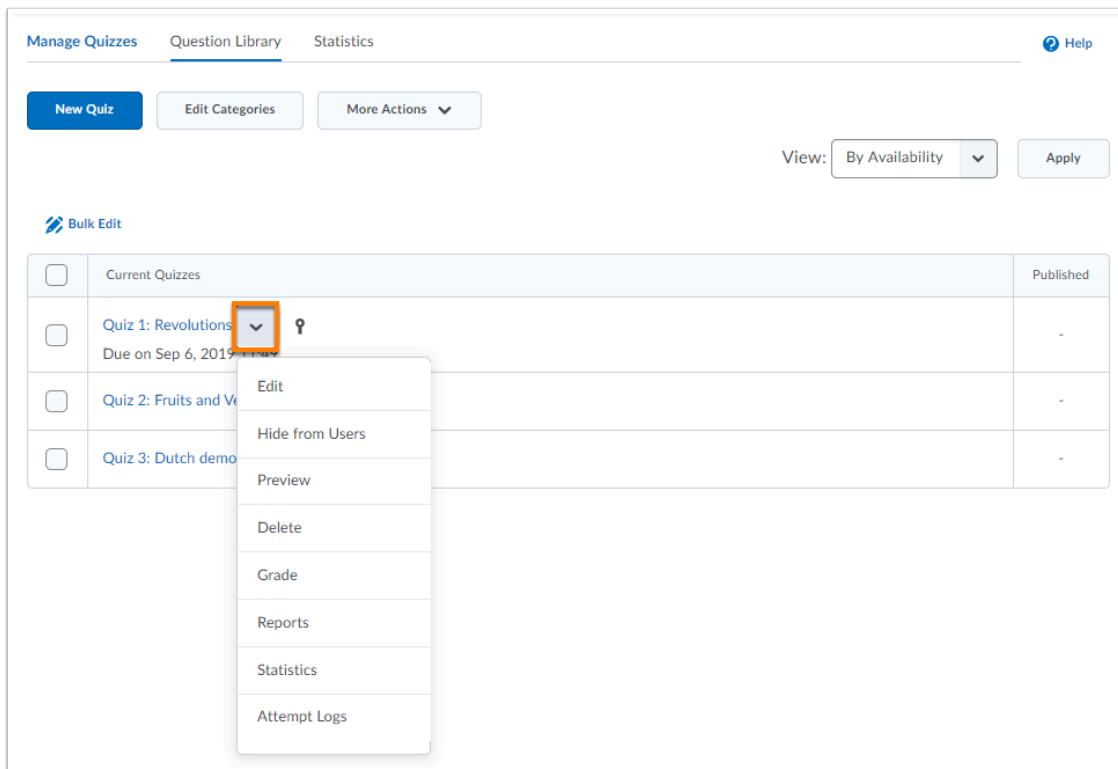 Manage Quizzes Question Library Statistics Help
New Quiz Edit Categories More Actions
View: By Availability Apply
Bulk Edit
Current Quizzes Published
Quiz 1: Revolutions -
Due on Sep 6, 2019
Edit
Quiz 2: Fruits and -
Hide from Users
Quiz 3: Dutch demo -
Preview
Delete
Grade
Reports
Statistics
Attempt Logs